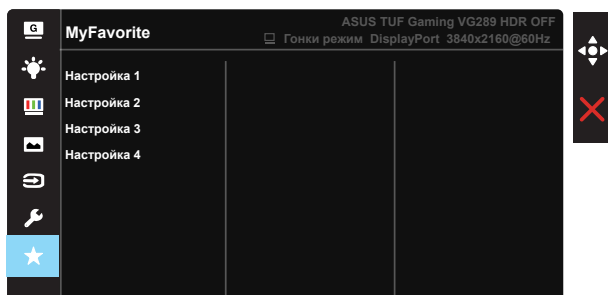 G
MyFavorite
ASUS TUF Gaming VG289 HDR OFF
Гонки режим DisplayPort 3840x2160@60Hz
Настройка 1
Настройка 2
Настройка 3
Настройка 4